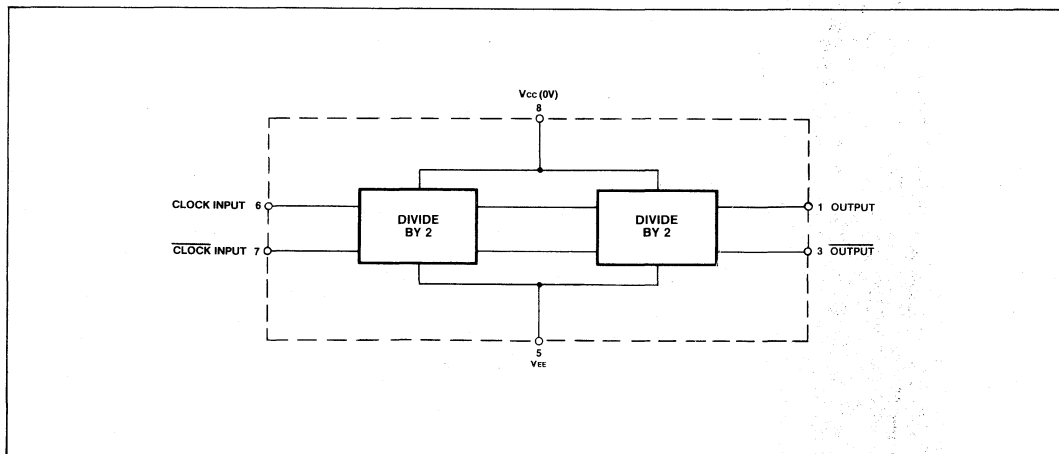 VCC (0V)
8
CLOCK INPUT 6
DIVIDE
BY 2
DIVIDE
BY 2
1 OUTPUT
CLOCK INPUT 7
3 OUTPUT
5
VEE